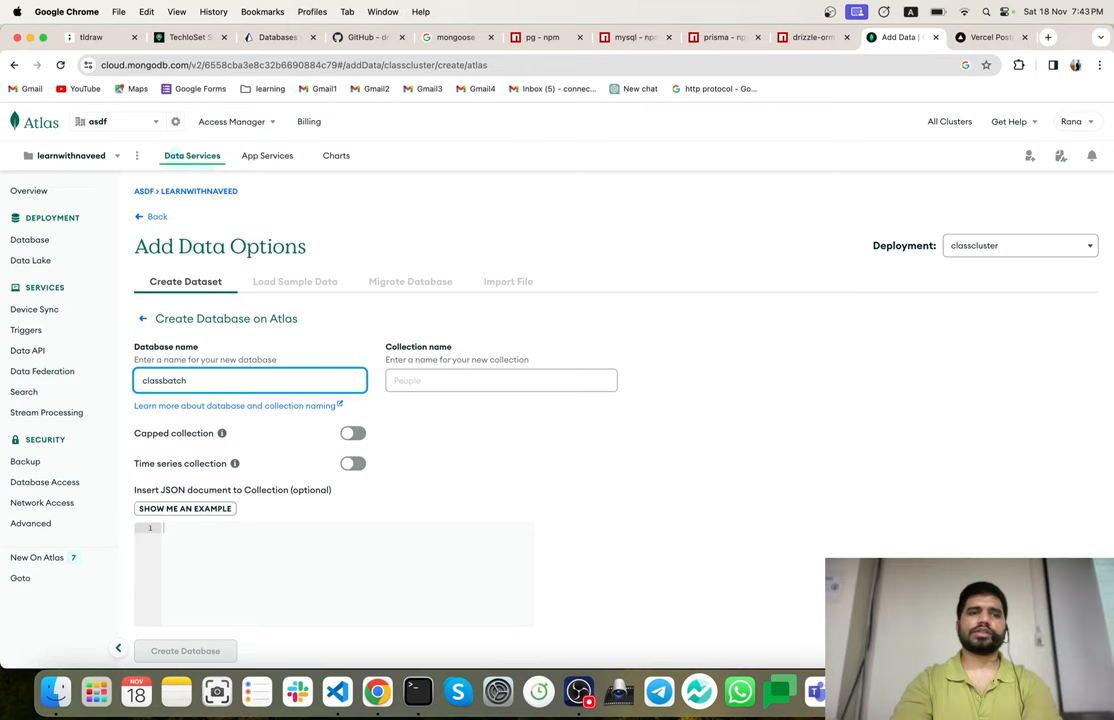 Google Chrome File Edit View History Bookmarks Profiles Tab Window Help A Sat 18 Nov 7:43 PM
tldraw TechloSet S Databases GitHub - dr mongoose pg - npm mysql - npm prisma - np drizzle-orm Add Data | Vercel Post
cloud.mongodb.com/v2/6558cba3e8c32b6690884c79#/addData/classcluster/create/atlas
Gmail YouTube Maps Google Forms learning Gmail1 Gmail2 Gmail3 Gmail4 Inbox (5) - connec... New chat http protocol - Go...
Atlas asdf Access Manager Billing All Clusters Get Help Rana
learnwithnaveed Data Services App Services Charts
Overview
DEPLOYMENT
Database
Data Lake
SERVICES
Device Sync
Triggers
Data API
Data Federation
Search
Stream Processing
SECURITY
Backup
Database Access
Network Access
Advanced
New On Atlas 7
Goto
ASDF > LEARNWITHNAVEED
Back
Add Data Options
Deployment: classcluster
Create Dataset Load Sample Data Migrate Database Import File
Create Database on Atlas
Database name Collection name
Enter a name for your new database Enter a name for your new collection
classbatch People
Learn more about database and collection naming
Capped collection
Time series collection
Insert JSON document to Collection (optional)
SHOW ME AN EXAMPLE
1
Create Database
NOV
18